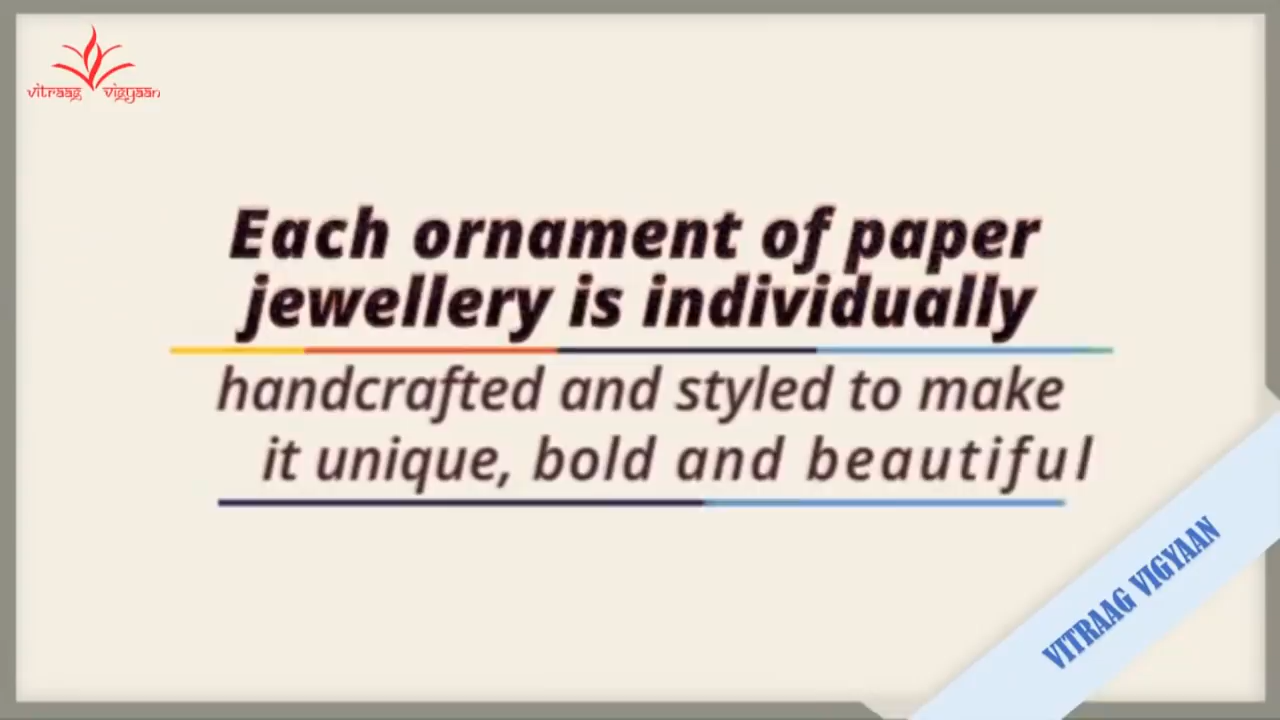 vitraag vigyaan
Each ornament of paper
jewellery is individually
handcrafted and styled to make
it unique, bold and beautiful
VITRAAG VIGYAAN